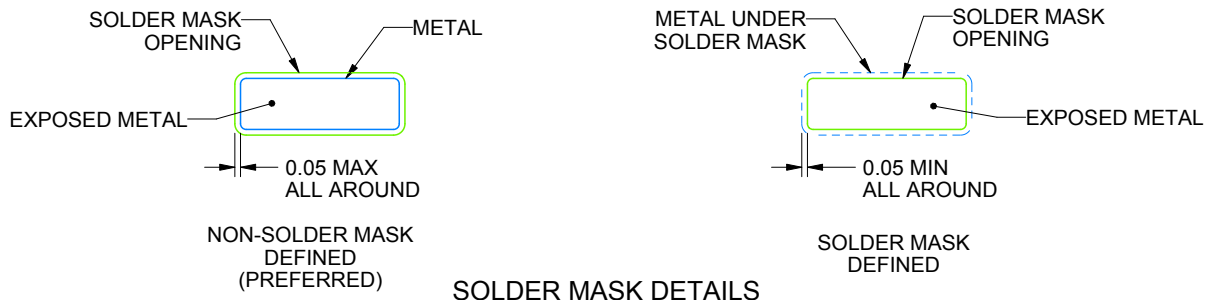 SOLDER MASK
OPENING
METAL
EXPOSED METAL
0.05 MAX
ALL AROUND
NON-SOLDER MASK
DEFINED
(PREFERRED)
METAL UNDER
SOLDER MASK
SOLDER MASK
OPENING
EXPOSED METAL
0.05 MIN
ALL AROUND
SOLDER MASK
DEFINED
SOLDER MASK DETAILS